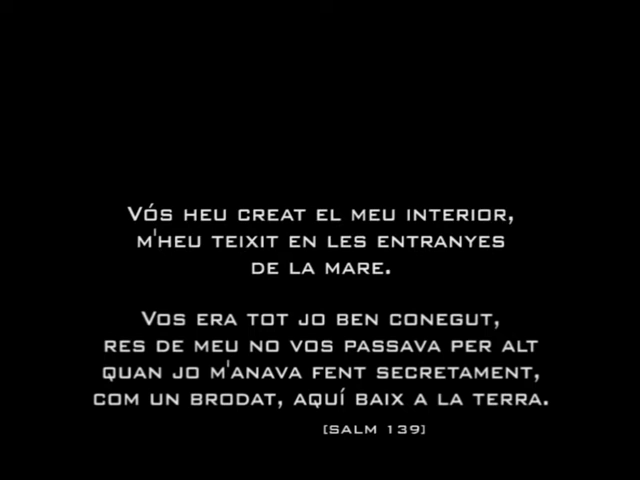 Vós heu creat el meu interior,
m'heu teixit en les entranyes
de la mare.
Vos era tot jo ben conegut,
res de meu no vos passava per alt
quan jo m'anava fent secretament,
com un brodat, aquí baix a la terra.
[Salm 139]